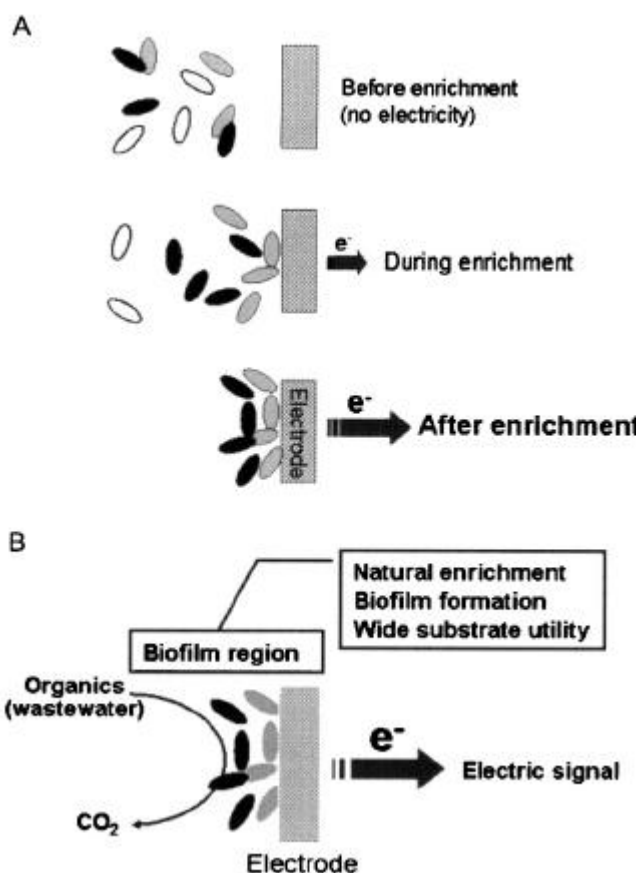 A
Before enrichment
(no electricity)
e-
During enrichment
Electrode
e-
After enrichment
B
Natural enrichment
Biofilm formation
Wide substrate utility
Biofilm region
Organics
(wastewater)
e-
Electric signal
CO₂
Electrode